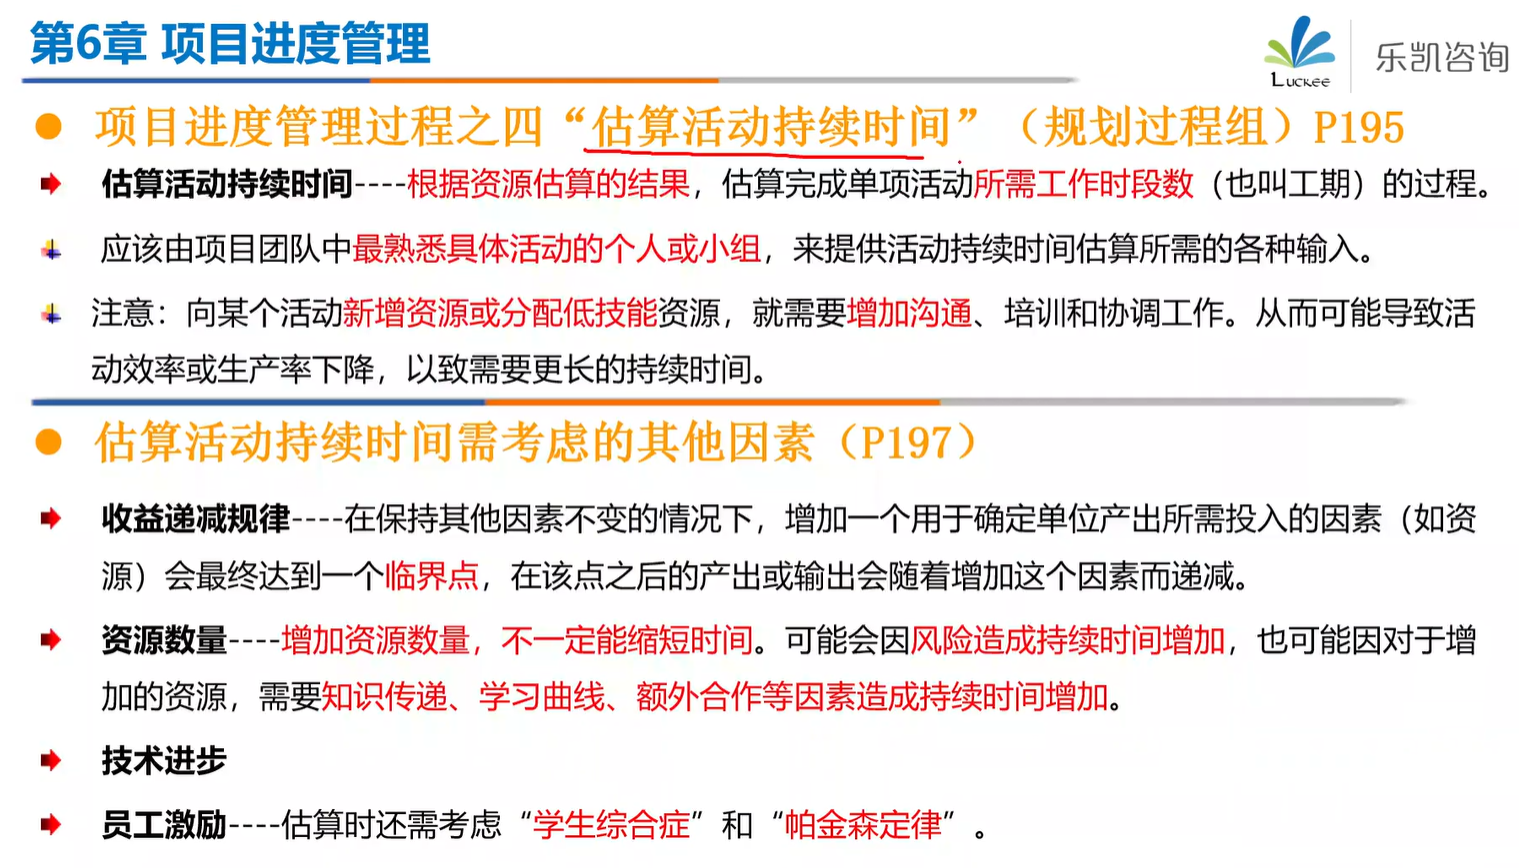 第6章 项目进度管理
LUCKEE
乐凯咨询
项目进度管理过程之四“估算活动持续时间”（规划过程组）P195
估算活动持续时间----根据资源估算的结果，估算完成单项活动所需工作时段数（也叫工期）的过程。
应该由项目团队中最熟悉具体活动的个人或小组，来提供活动持续时间估算所需的各种输入。
注意：向某个活动新增资源或分配低技能资源，就需要增加沟通、培训和协调工作。从而可能导致活
动效率或生产率下降，以致需要更长的持续时间。
估算活动持续时间需考虑的其他因素（P197）
收益递减规律----在保持其他因素不变的情况下，增加一个用于确定单位产出所需投入的因素（如资
源）会最终达到一个临界点，在该点之后的产出或输出会随着增加这个因素而递减。
资源数量----增加资源数量，不一定能缩短时间。可能会因风险造成持续时间增加，也可能因对于增
加的资源，需要知识传递、学习曲线、额外合作等因素造成持续时间增加。
技术进步
员工激励----估算时还需考虑“学生综合症”和“帕金森定律”。